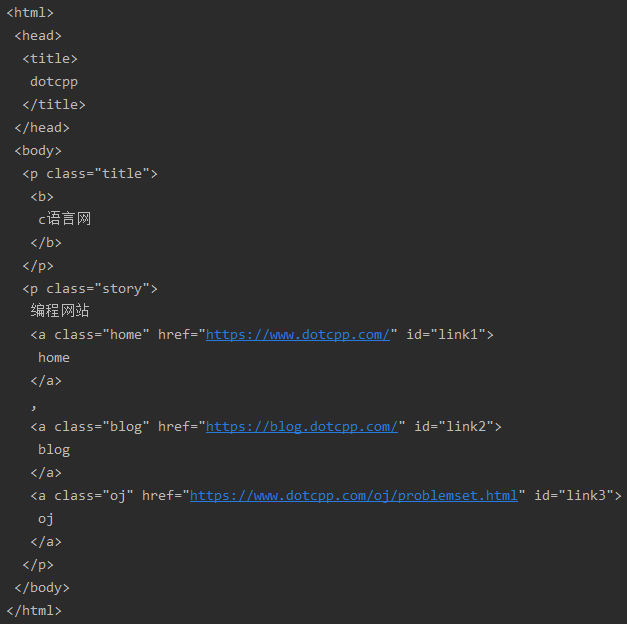 <html>
<head>
<title>
dotcpp
</title>
</head>
<body>
<p class="title">
<b>
c语言网
</b>
</p>
<p class="story">
编程网站
<a class="home" href="https://www.dotcpp.com/" id="link1">
home
</a>
,
<a class="blog" href="https://blog.dotcpp.com/" id="link2">
blog
</a>
<a class="oj" href="https://www.dotcpp.com/oj/problemset.html" id="link3">
oj
</a>
</p>
</body>
</html>